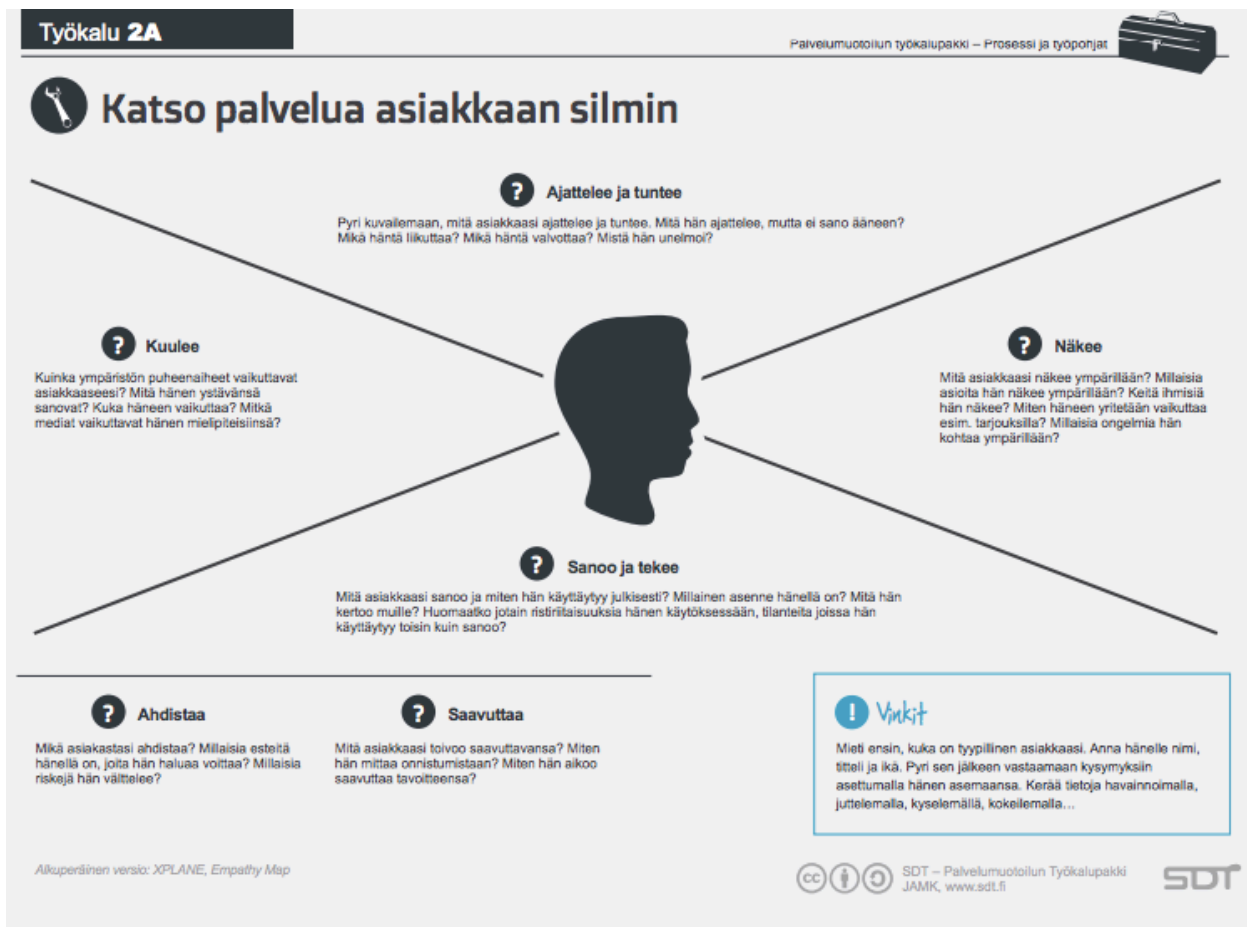 Työkalu 2A
Palvelumuotoilun työkalupakki – Prosessi ja työpohjat
Katso palvelua asiakkaan silmin
? Ajattelee ja tuntee
Pyri kuvailemaan, mitä asiakkaasi ajattelee ja tuntee. Mitä hän ajattelee, mutta ei sano ääneen?
Mikä häntä liikuttaa? Mikä häntä valvottaa? Mistä hän unelmoi?
? Kuulee
Kuinka ympäristön puheenaiheet vaikuttavat
asiakkaaseesi? Mitä hänen ystävänsä
sanovat? Kuka häneen vaikuttaa? Mitkä
mediat vaikuttavat hänen mielipiteisiinsä?
? Näkee
Mitä asiakkaasi näkee ympärillään? Millaisia
asioita hän näkee ympärillään? Keitä ihmisiä
hän näkee? Miten häneen yritetään vaikuttaa
esim. tarjouksilla? Millaisia ongelmia hän
kohtaa ympärillään?
? Sanoo ja tekee
Mitä asiakkaasi sanoo ja miten hän käyttäytyy julkisesti? Millainen asenne hänellä on? Mitä hän
kertoo muille? Huomaatko jotain ristiriitaisuuksia hänen käytöksessään, tilanteita joissa hän
käyttäytyy toisin kuin sanoo?
? Ahdistaa
Mikä asiakastasi ahdistaa? Millaisia esteitä
hänellä on, joita hän haluaa voittaa? Millaisia
riskejä hän välttelee?
? Saavuttaa
Mitä asiakkaasi toivoo saavuttavansa? Miten
hän mittaa onnistumistaan? Miten hän aikoo
saavuttaa tavoitteensa?
! Vinkit
Mieti ensin, kuka on tyypillinen asiakkaasi. Anna hänelle nimi,
titteli ja ikä. Pyri sen jälkeen vastaamaan kysymyksiin
asettumalla hänen asemaansa. Kerää tietoja havainnoimalla,
juttelemalla, kyselemällä, kokeilemalla…
Alkuperäinen versio: XPLANE, Empathy Map
cc
SDT – Palvelumuotoilun Työkalupakki
JAMK, www.sdt.fi
SDT